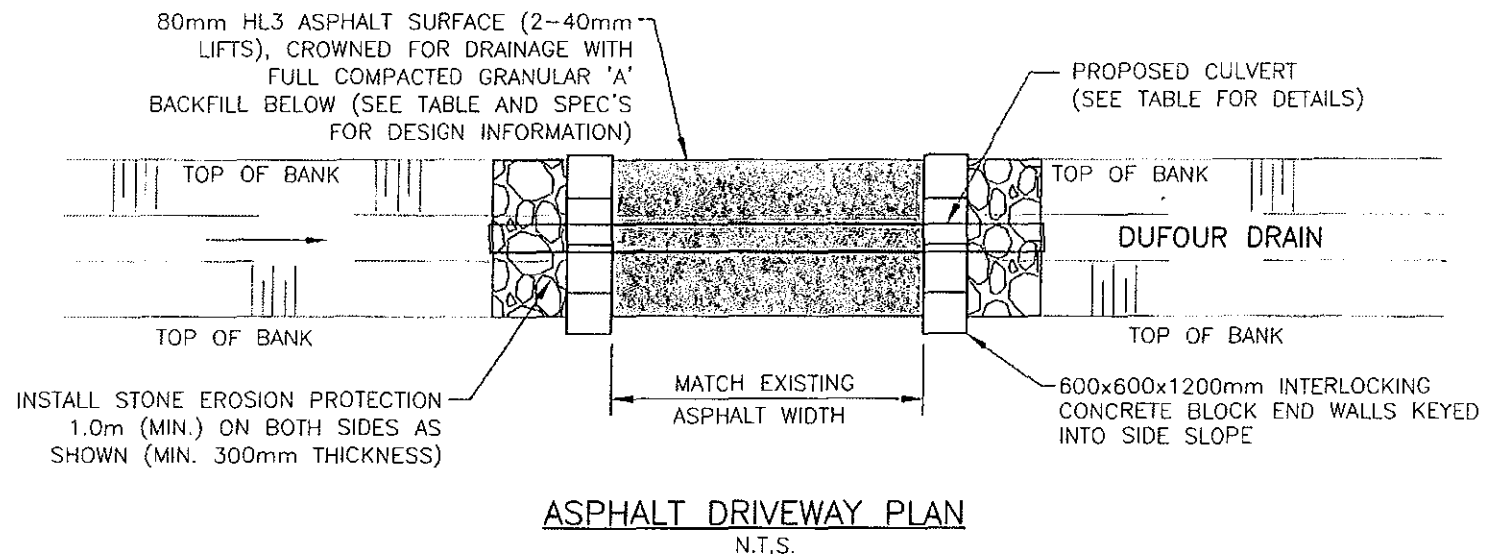 80mm HL3 ASPHALT SURFACE (2-40mm
LIFTS), CROWNED FOR DRAINAGE WITH
FULL COMPACTED GRANULAR 'A'
BACKFILL BELOW (SEE TABLE AND SPEC'S
FOR DESIGN INFORMATION)
PROPOSED CULVERT
(SEE TABLE FOR DETAILS)
TOP OF BANK
TOP OF BANK
DUFOUR DRAIN
TOP OF BANK
TOP OF BANK
INSTALL STONE EROSION PROTECTION
1.0m (MIN.) ON BOTH SIDES AS
SHOWN (MIN. 300mm THICKNESS)
MATCH EXISTING
ASPHALT WIDTH
600x600x1200mm INTERLOCKING
CONCRETE BLOCK END WALLS KEYED
INTO SIDE SLOPE
ASPHALT DRIVEWAY PLAN
N.T.S.